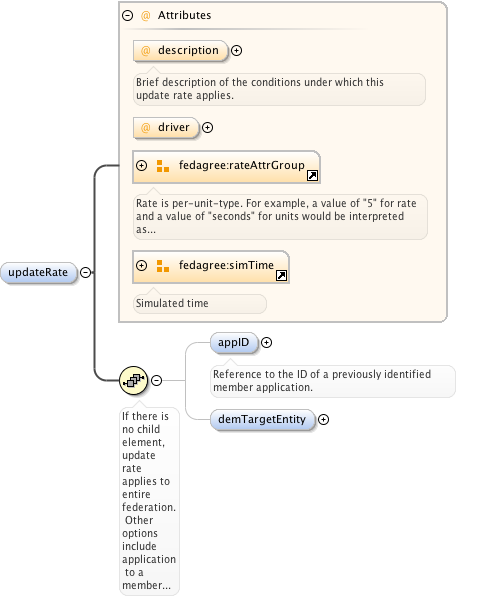 @ Attributes
@ description
Brief description of the conditions under which this
update rate applies.
@ driver
fedagree:rateAttrGroup
Rate is per-unit-type. For example, a value of "5" for rate
and a value of "seconds" for units would be interpreted
as...
fedagree:simTime
Simulated time
updateRate
appID
Reference to the ID of a previously identified
member application.
demTargetEntity
If there is
no child
element,
update
rate
applies to
entire
federation.
Other
options
include
application
to a
member...